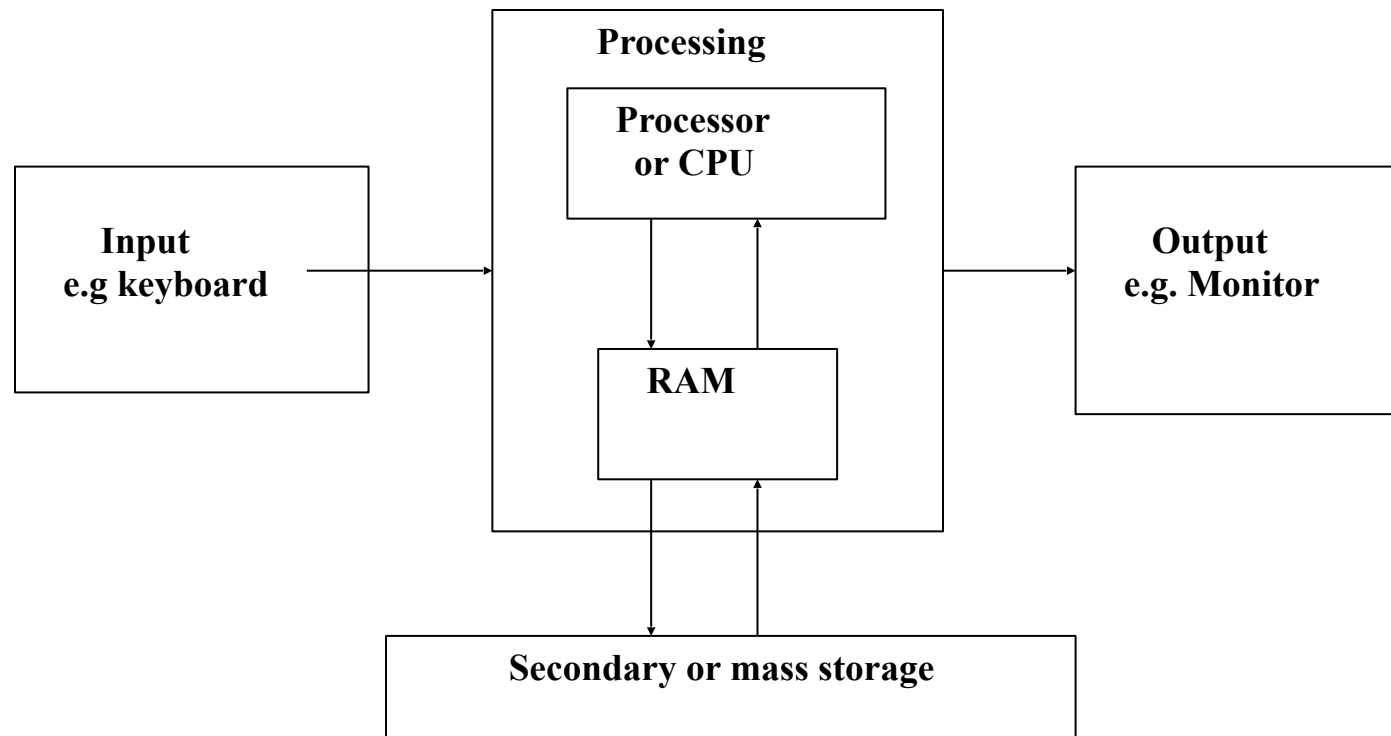 Processing
Processor
or CPU
Input
e.g keyboard
Output
e.g. Monitor
RAM
Secondary or mass storage